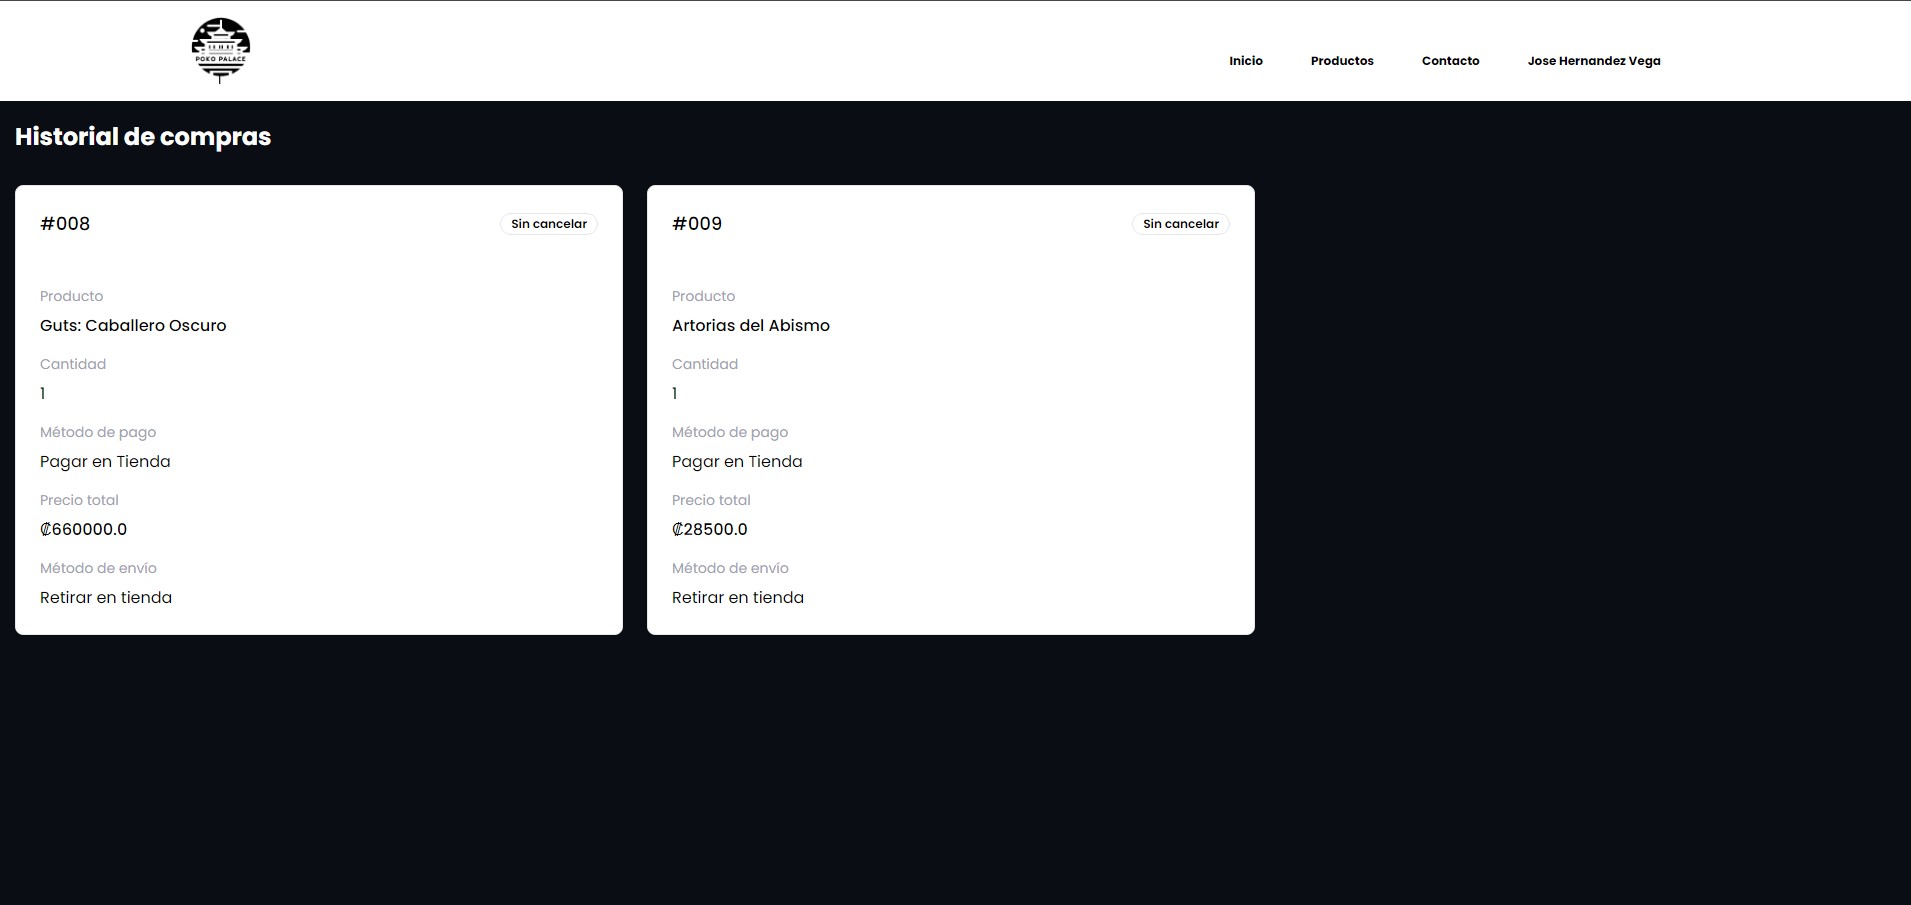 POKO PALACE
Inicio Productos Contacto Jose Hernandez Vega
Historial de compras
#008 Sin cancelar
Producto
Guts: Caballero Oscuro
Cantidad
1
Método de pago
Pagar en Tienda
Precio total
₡660000.0
Método de envío
Retirar en tienda
#009 Sin cancelar
Producto
Artorias del Abismo
Cantidad
1
Método de pago
Pagar en Tienda
Precio total
₡28500.0
Método de envío
Retirar en tienda